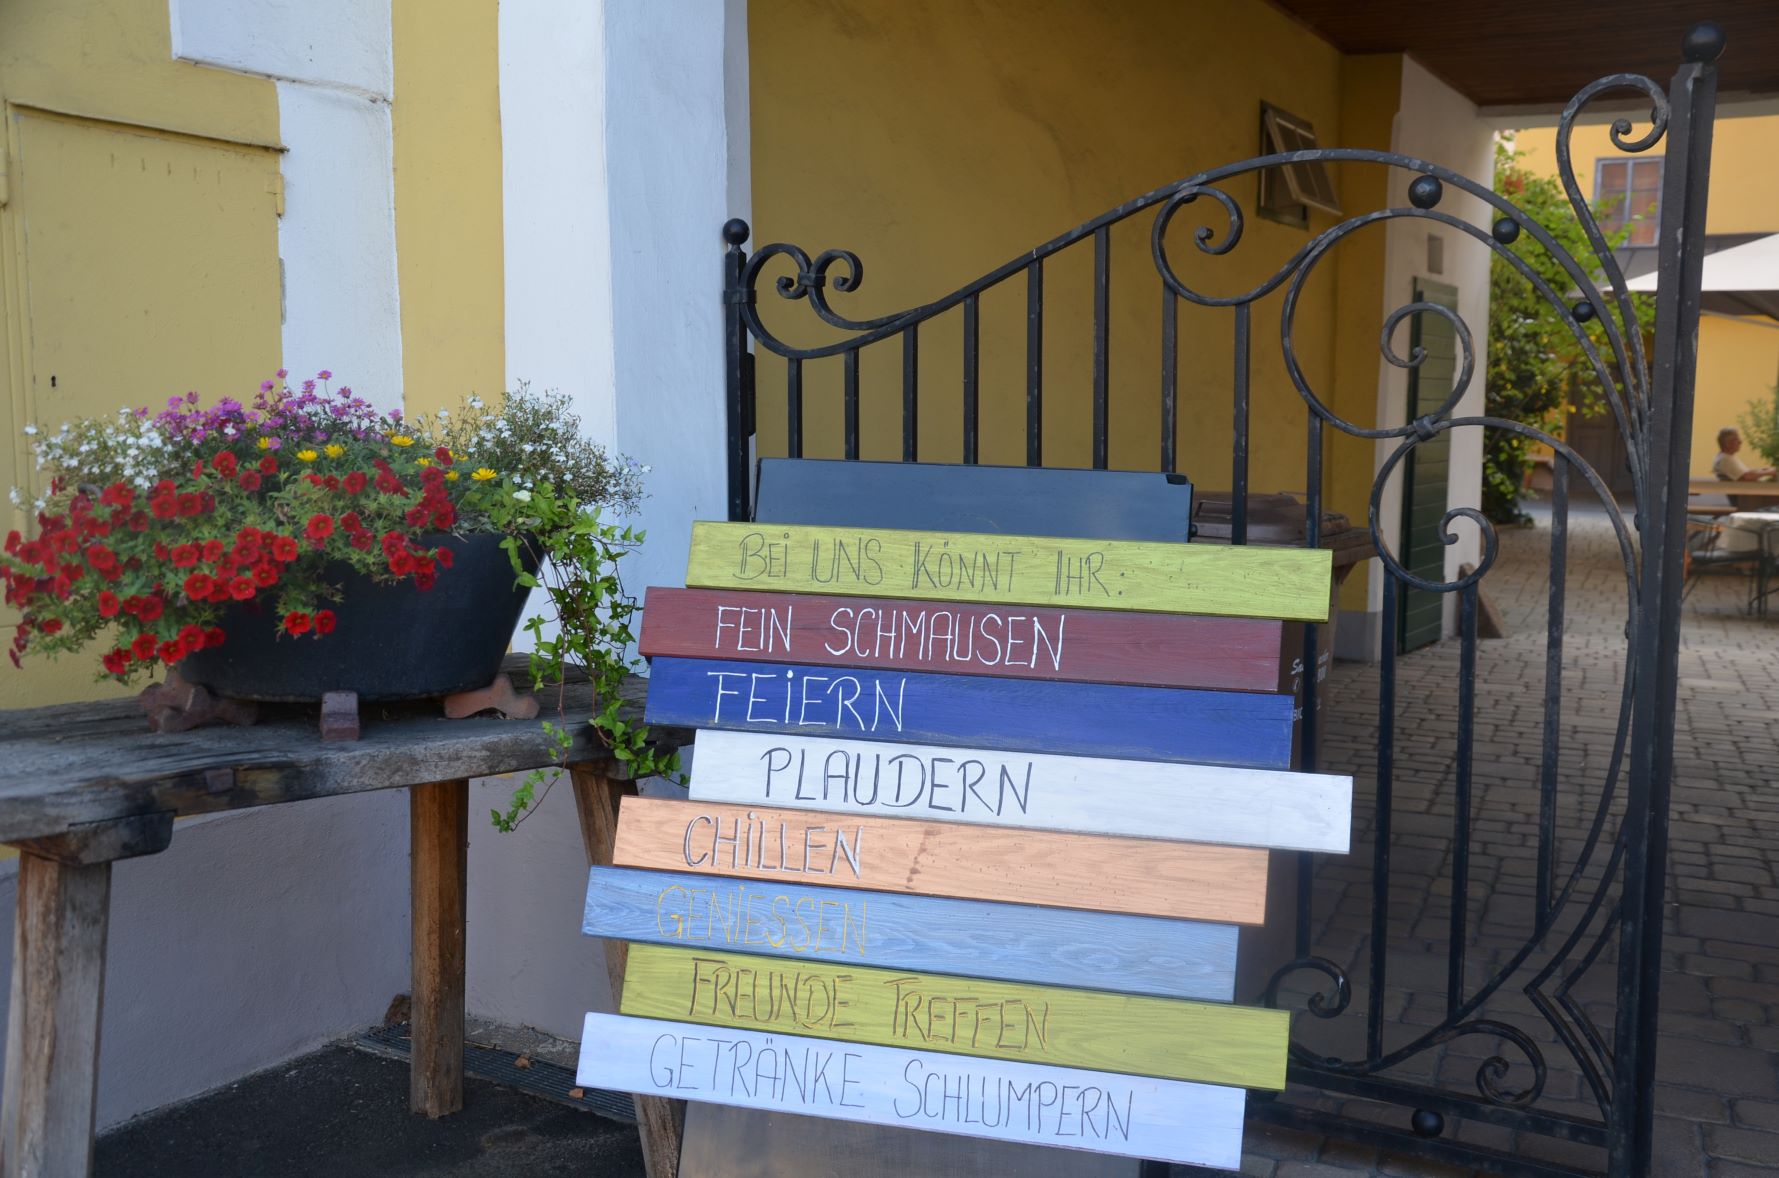 BEi UNS KÖNNT IHR:
FEIN SCHMAUSEN
FEiERN
PLAUDERN
CHiLLEN
GENiESSEN
FREUNDE TREFFEN
GETRÄNKE SCHLUMPERN